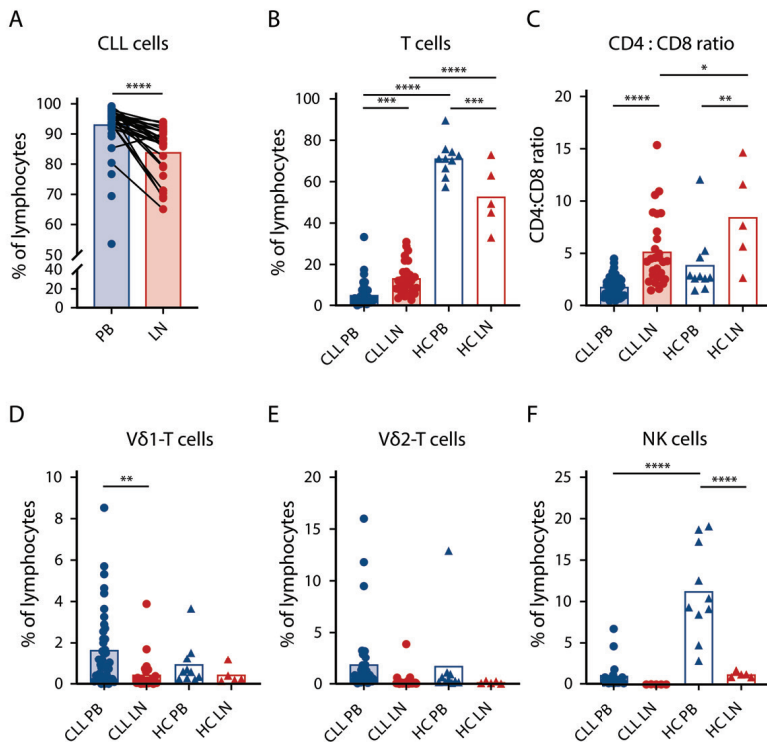 A
CLL cells
****
% of lymphocytes
100
90
80
70
60
50
40
20
0
PB
LN
B
T cells
****
****
***
***
% of lymphocytes
100
80
60
40
20
0
CLL PB
CLL LN
HC PB
HC LN
C
CD4 : CD8 ratio
*
****
**
CD4:CD8 ratio
20
15
10
5
0
CLL PB
CLL LN
HC PB
HC LN
D
Vδ1-T cells
**
% of lymphocytes
10
8
6
4
2
0
CLL PB
CLL LN
HC PB
HC LN
E
Vδ2-T cells
% of lymphocytes
20
15
10
5
0
CLL PB
CLL LN
HC PB
HC LN
F
NK cells
****
****
% of lymphocytes
25
20
15
10
5
0
CLL PB
CLL LN
HC PB
HC LN